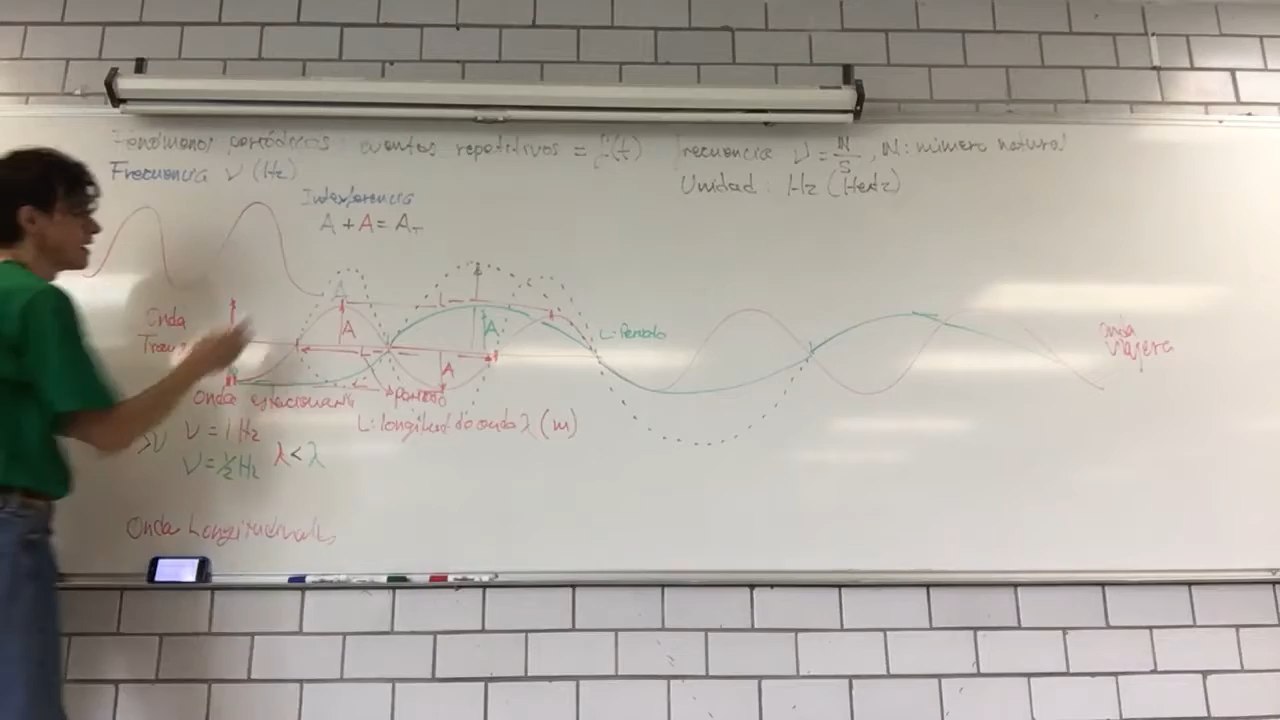 Fenómenos periódicos eventos repetitivos =
Frecuencia ν (Hz)
Frecuencia ν = N/S, N: número natural
Unidad: Hz (Hertz)
Interferencia
A + A = A_T
A
L
A
A
L: Periodo
Onda
L
A
Onda
Viajera
Onda estacionaria
periodo
L: longitud de onda λ (m)
>ν
ν = 1 Hz
ν = 1/2 Hz
λ < λ
Onda Longitudinal